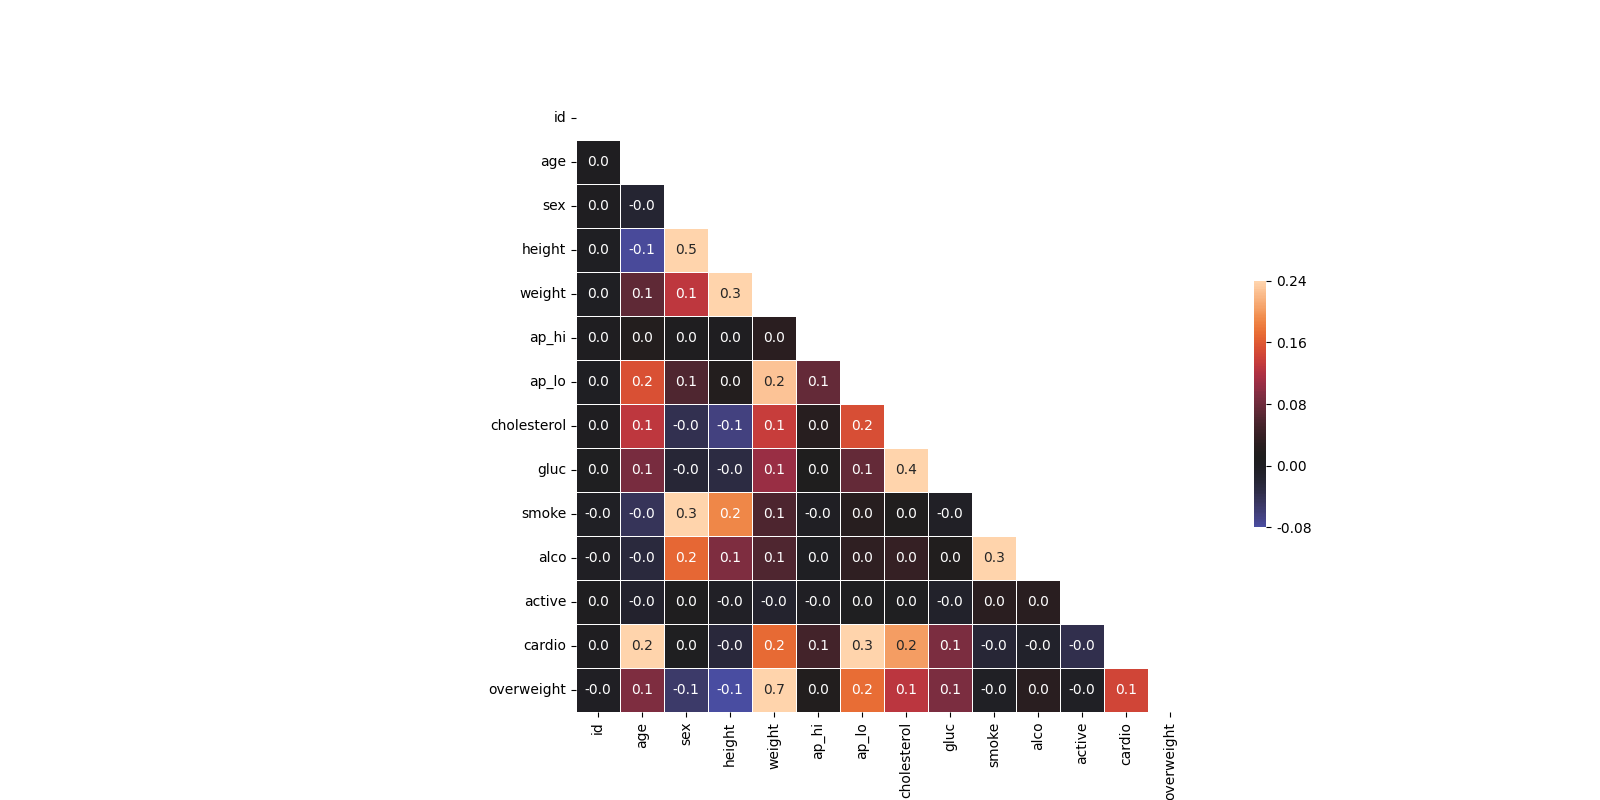 id
age 0.0
sex 0.0 -0.0
height 0.0 -0.1 0.5
weight 0.0 0.1 0.1 0.3
ap_hi 0.0 0.0 0.0 0.0 0.0
ap_lo 0.0 0.2 0.1 0.0 0.2 0.1
cholesterol 0.0 0.1 -0.0 -0.1 0.1 0.0 0.2
gluc 0.0 0.1 -0.0 -0.0 0.1 0.0 0.1 0.4
smoke -0.0 -0.0 0.3 0.2 0.1 -0.0 0.0 0.0 -0.0
alco -0.0 -0.0 0.2 0.1 0.1 0.0 0.0 0.0 0.0 0.3
active 0.0 -0.0 0.0 -0.0 -0.0 -0.0 0.0 0.0 -0.0 0.0 0.0
cardio 0.0 0.2 0.0 -0.0 0.2 0.1 0.3 0.2 0.1 -0.0 -0.0 -0.0
overweight -0.0 0.1 -0.1 -0.1 0.7 0.0 0.2 0.1 0.1 -0.0 0.0 -0.0 0.1
id age sex height weight ap_hi ap_lo cholesterol gluc smoke alco active cardio overweight
0.24
0.16
0.08
0.00
-0.08